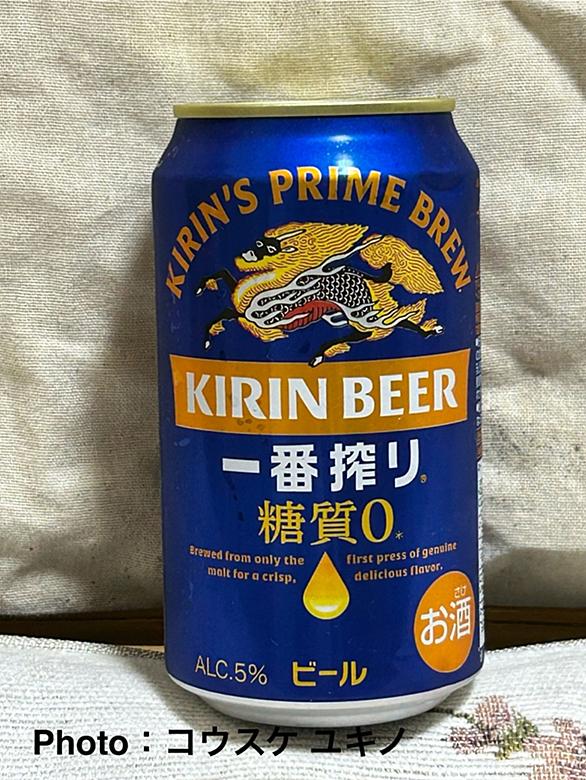 KIRIN'S PRIME BREW
KIRIN BEER
一番搾り®
糖質0*
Brewed from only the first press of genuine
malt for a crisp, delicious flavor.
さけ
お酒
ALC.5% ビール
Photo：コウスケ ユキノ